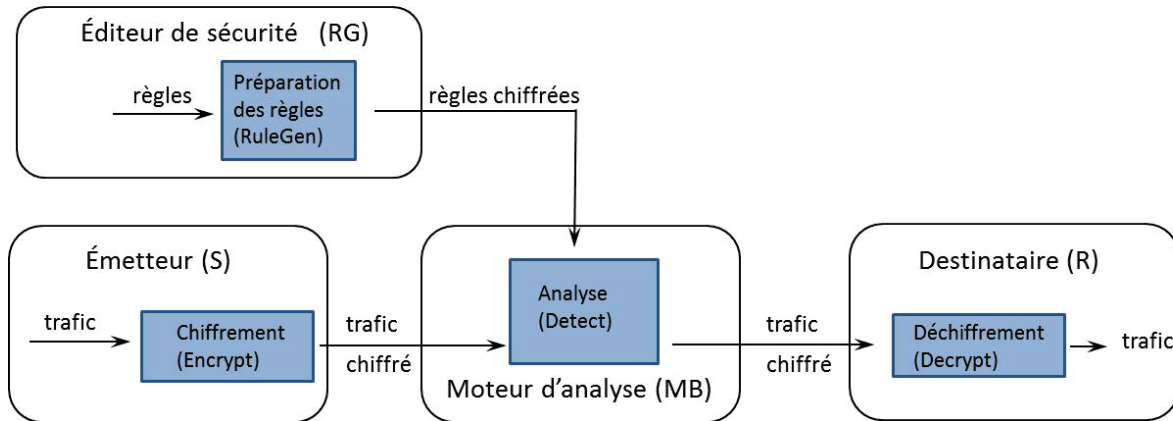 Éditeur de sécurité (RG)
règles
Préparation
des règles
(RuleGen)
règles chiffrées
Émetteur (S)
trafic
Chiffrement
(Encrypt)
trafic
chiffré
Analyse
(Detect)
Moteur d'analyse (MB)
trafic
chiffré
Destinataire (R)
Déchiffrement
(Decrypt)
trafic